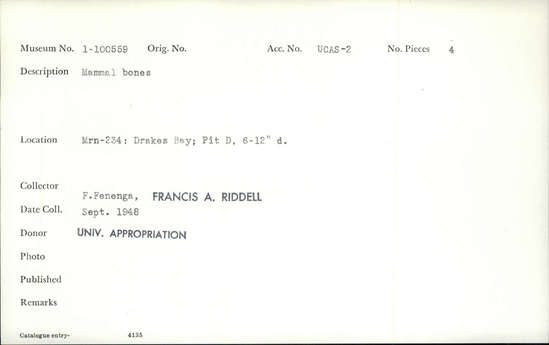 Museum No. 1-100559 Orig. No. Acc. No. UCAS-2 No. Pieces 4
Description Mammal bones
Location Mrn-234: Drakes Bay; Pit D, 6-12" d.
Collector F.Fenenga, FRANCIS A. RIDDELL
Date Coll. Sept. 1948
Donor UNIV. APPROPRIATION
Photo
Published
Remarks
Catalogue entry- 4135